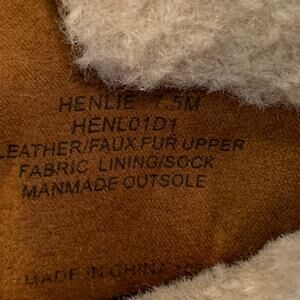 HENLIE 7.5M
HENL01D1
LEATHER/FAUX FUR UPPER
FABRIC LINING/SOCK
MANMADE OUTSOLE
MADE IN CHINA